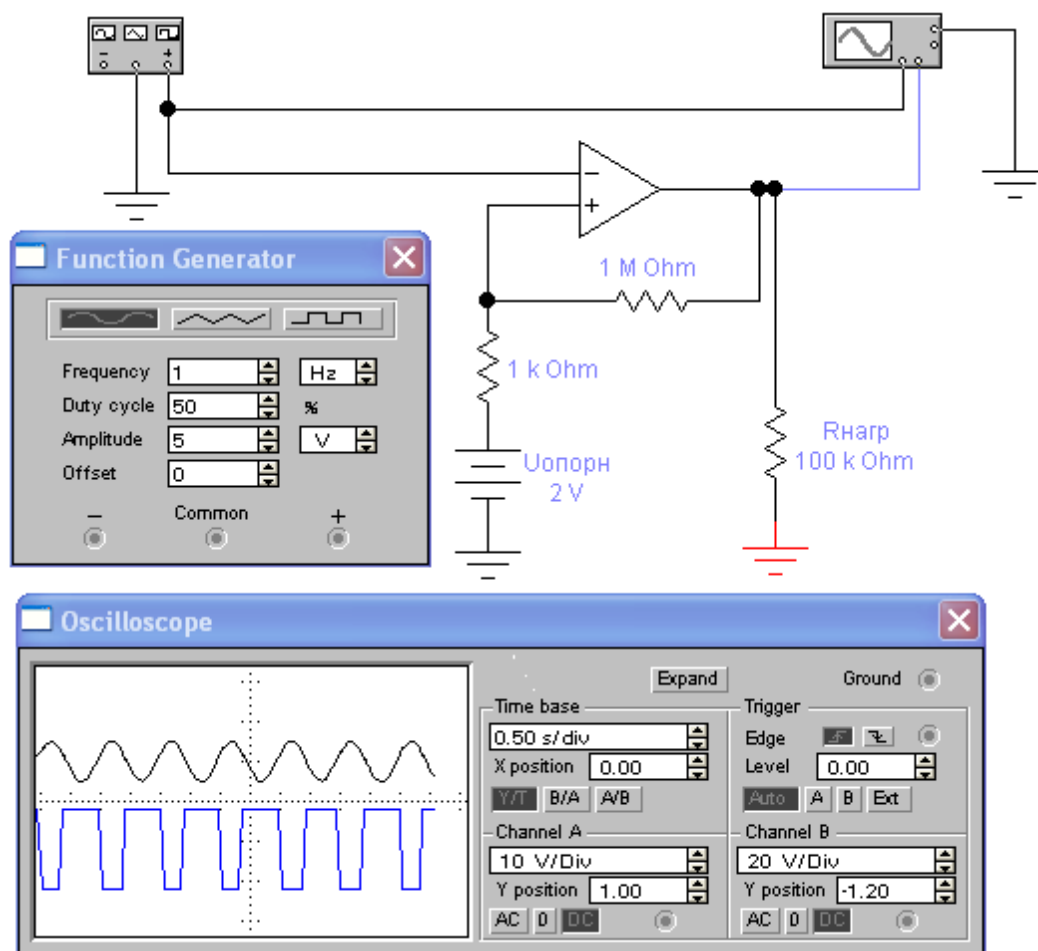 1 M Ohm
1 k Ohm
Uопорн
2 V
Rнагр
100 k Ohm
Function Generator
Frequency 1 Hz
Duty cycle 50 %
Amplitude 5 V
Offset 0
− Common +
Oscilloscope
Expand Ground
Time base
0.50 s/div
X position 0.00
Y/T B/A A/B
Trigger
Edge
Level 0.00
Auto A B Ext
Channel A
10 V/Div
Y position 1.00
AC 0 DC
Channel B
20 V/Div
Y position -1.20
AC 0 DC